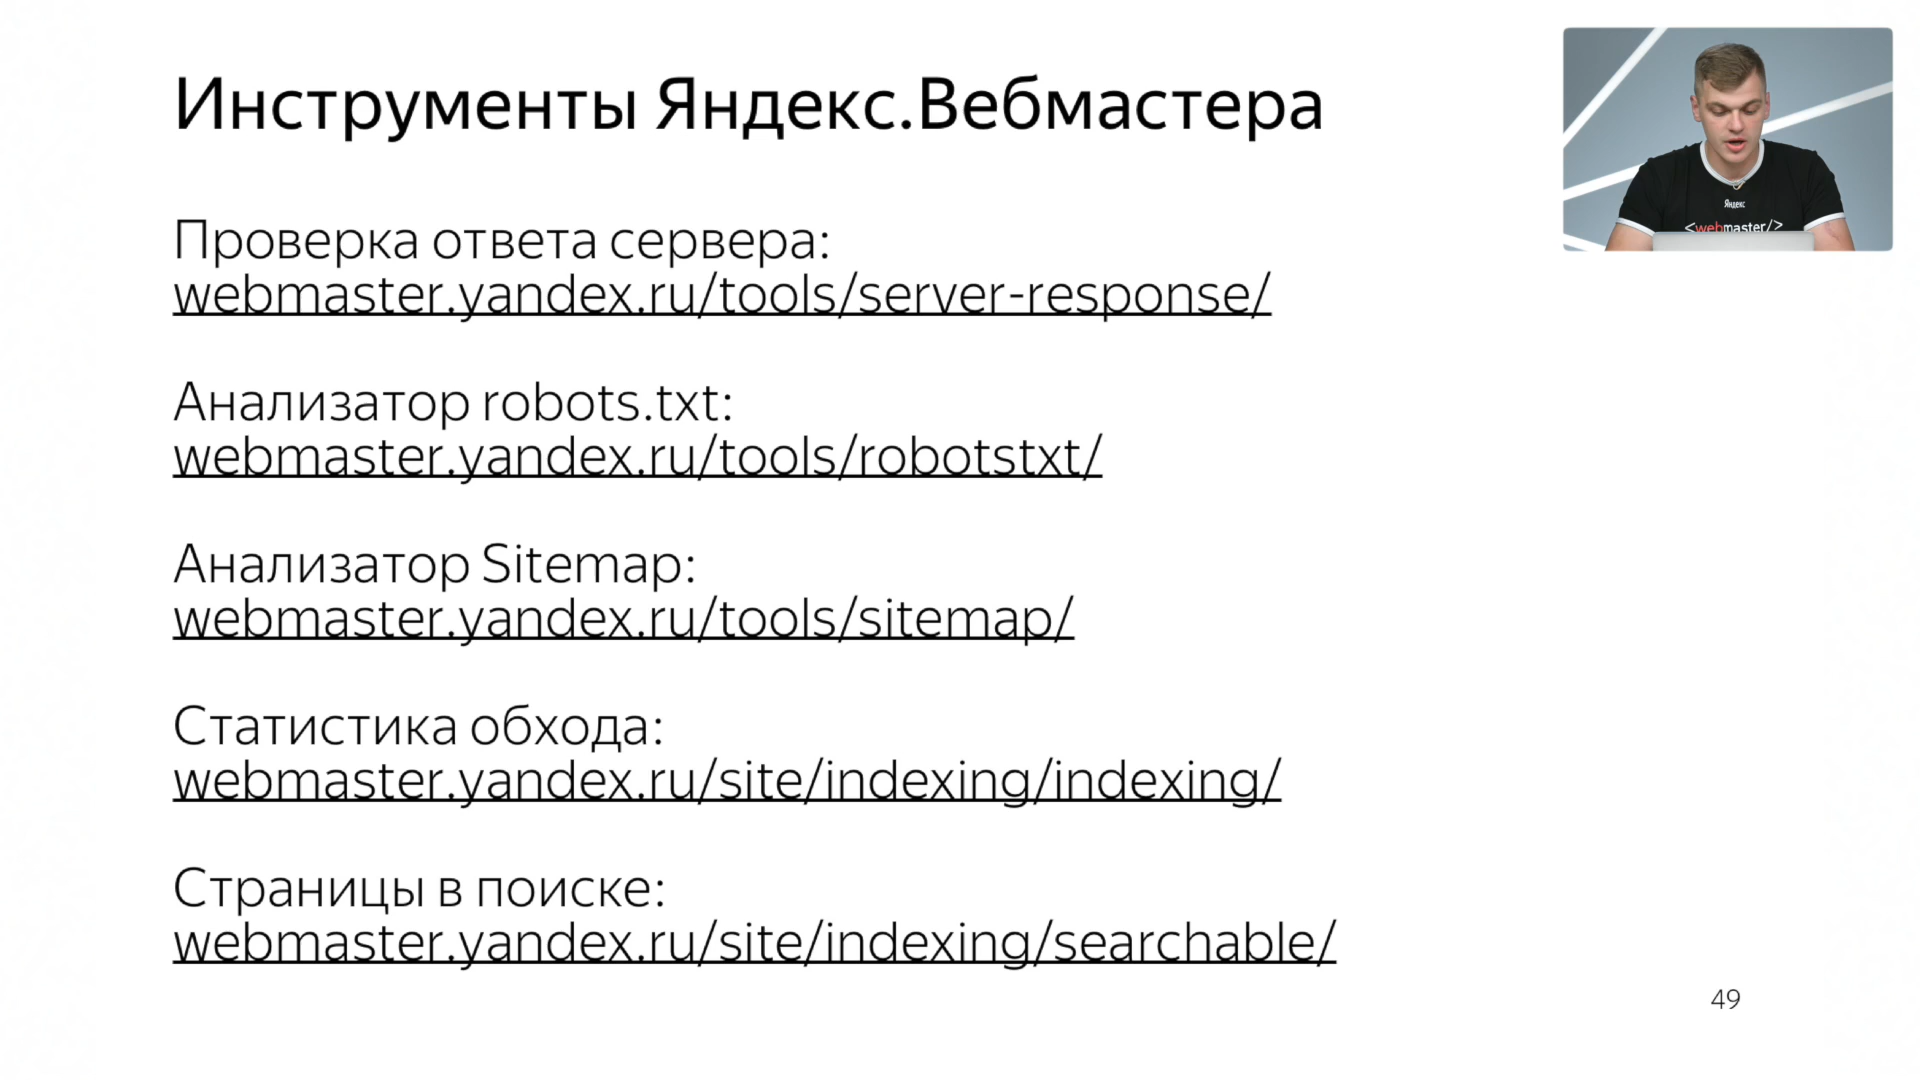 Инструменты Яндекс.Вебмастера
Яндекс
<webmaster/>
Проверка ответа сервера:
webmaster.yandex.ru/tools/server-response/
Анализатор robots.txt:
webmaster.yandex.ru/tools/robotstxt/
Анализатор Sitemap:
webmaster.yandex.ru/tools/sitemap/
Статистика обхода:
webmaster.yandex.ru/site/indexing/indexing/
Страницы в поиске:
webmaster.yandex.ru/site/indexing/searchable/
49